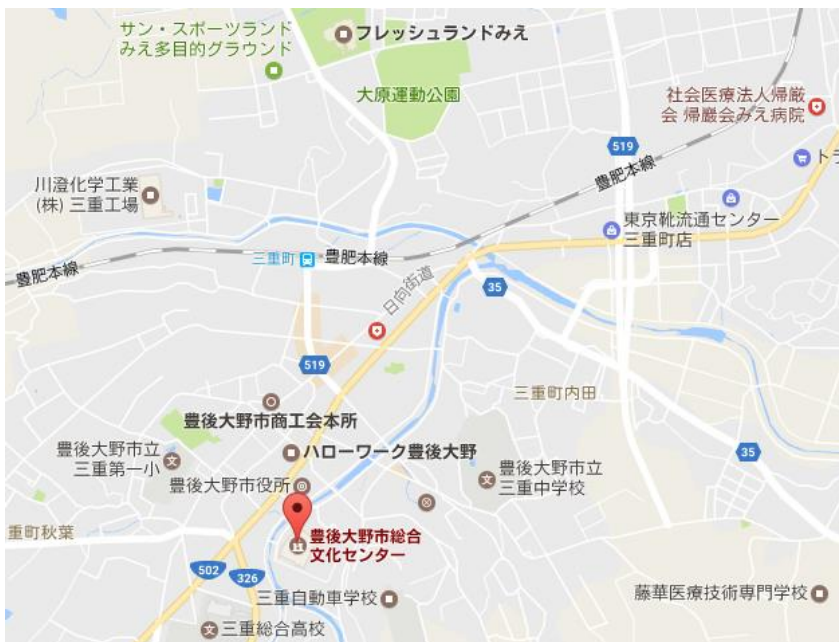 サン・スポーツランド
みえ多目的グラウンド
フレッシュランドみえ
大原運動公園
社会医療法人帰厳
会 帰巖会みえ病院
519
トラ
豊肥本線
川澄化学工業
(株) 三重工場
東京靴流通センター
三重町店
三重町
豊肥本線
豊肥本線
日向街道
35
519
三重町内田
豊後大野市商工会本所
豊後大野市立
三重第一小
ハローワーク豊後大野
35
豊後大野市立
三重中学校
豊後大野市役所
重町秋葉
豊後大野市総合
文化センター
502
326
三重自動車学校
藤華医療技術専門学校
三重総合高校